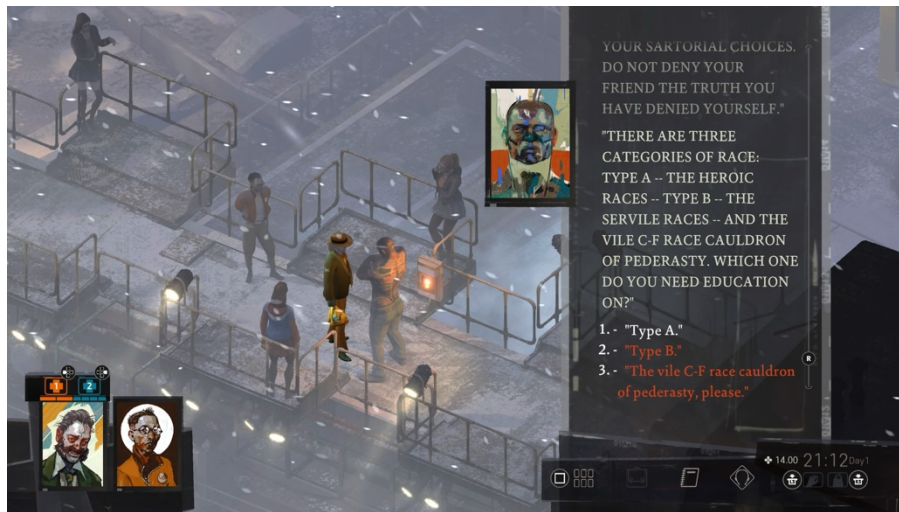 YOUR SARTORIAL CHOICES.
DO NOT DENY YOUR
FRIEND THE TRUTH YOU
HAVE DENIED YOURSELF."
"THERE ARE THREE
CATEGORIES OF RACE:
TYPE A -- THE HEROIC
RACES -- TYPE B -- THE
SERVILE RACES -- AND THE
VILE C-F RACE CAULDRON
OF PEDERASTY. WHICH ONE
DO YOU NEED EDUCATION
ON?"
1.- "Type A."
2.- "Type B."
3.- "The vile C-F race cauldron
of pederasty, please."
R
1 2
14.00 21:12 Day1